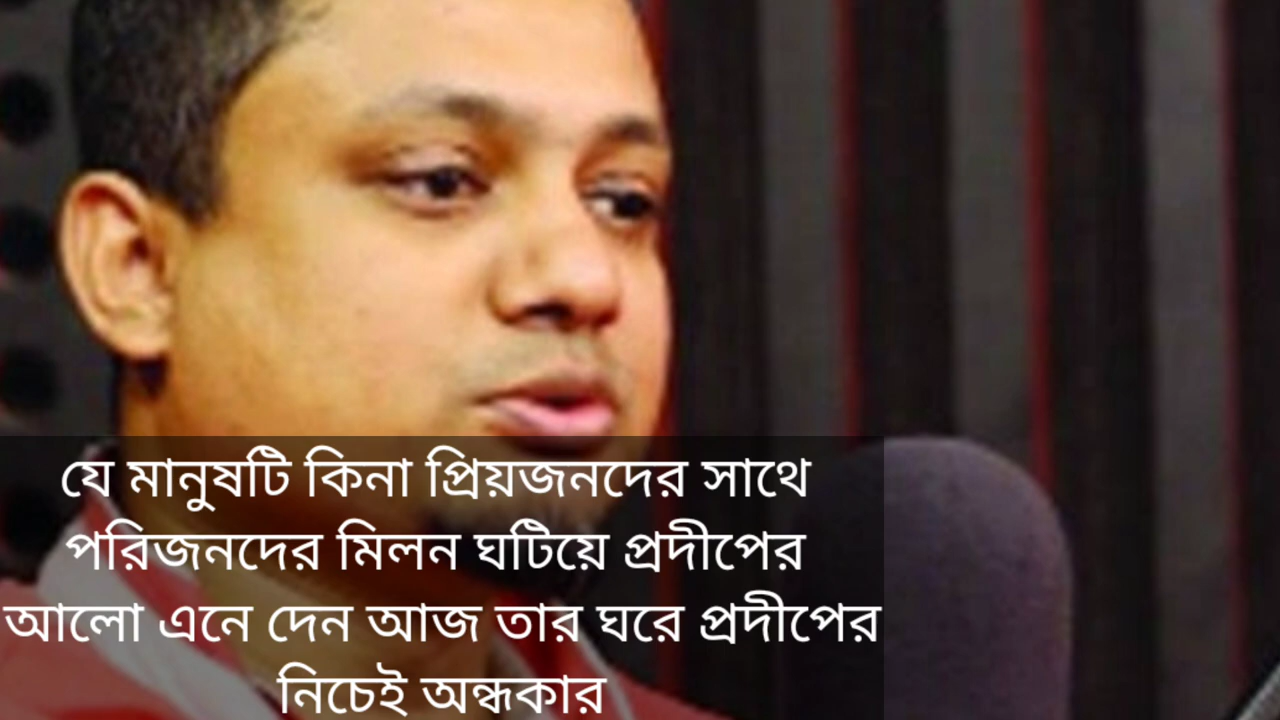 যে মানুষটি কিনা প্রিয়জনদের সাথে
পরিজনদের মিলন ঘটিয়ে প্রদীপের
আলো এনে দেন আজ তার ঘরে প্রদীপের
নিচেই অন্ধকার